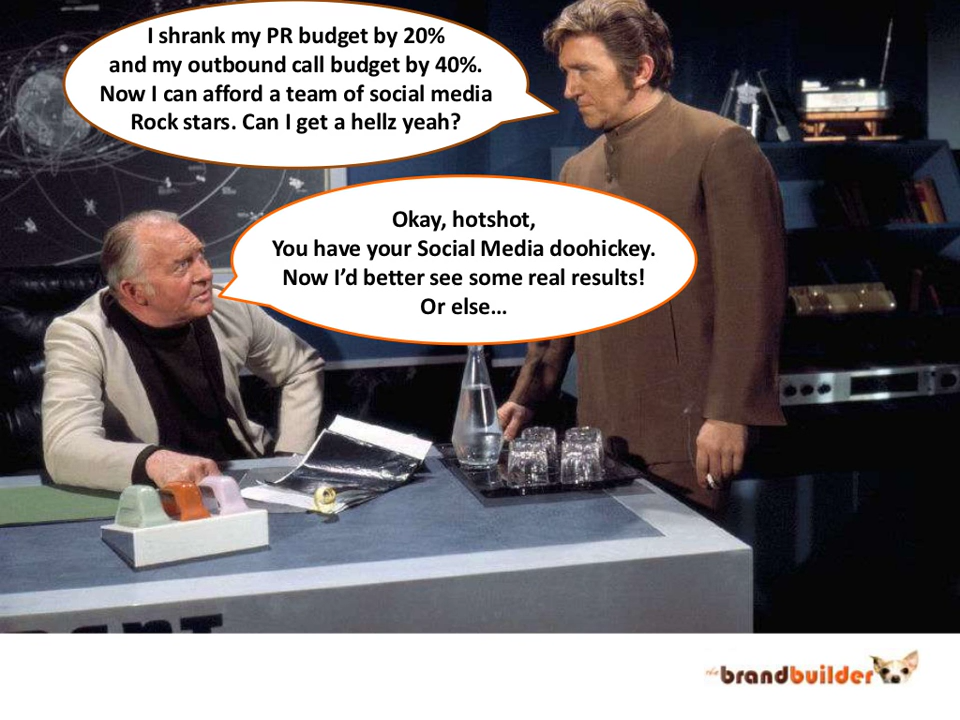 I shrank my PR budget by 20%
and my outbound call budget by 40%.
Now I can afford a team of social media
Rock stars. Can I get a hellz yeah?
Okay, hotshot,
You have your Social Media doohickey.
Now I’d better see some real results!
Or else…
the brandbuilder